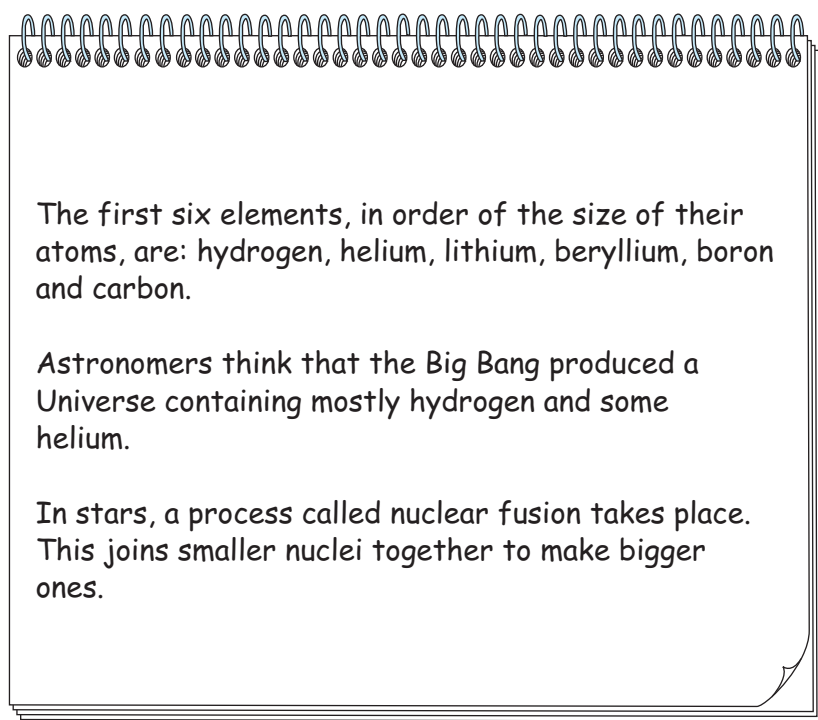 The first six elements, in order of the size of their
atoms, are: hydrogen, helium, lithium, beryllium, boron
and carbon.
Astronomers think that the Big Bang produced a
Universe containing mostly hydrogen and some
helium.
In stars, a process called nuclear fusion takes place.
This joins smaller nuclei together to make bigger
ones.